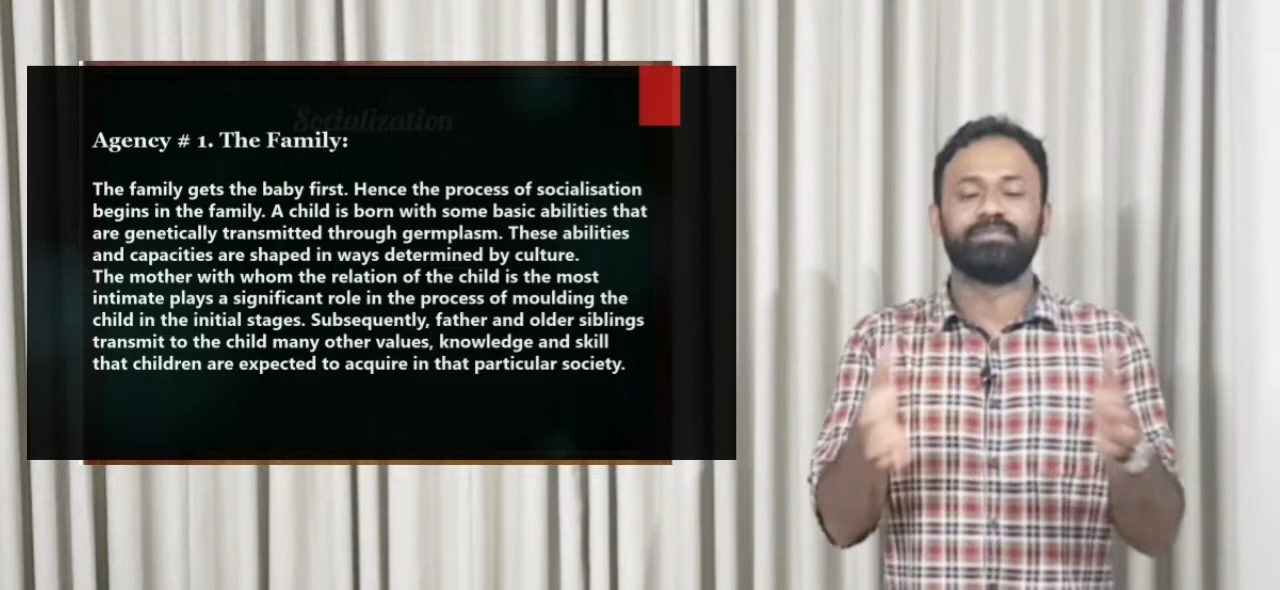 Socialization
Agency # 1. The Family:
The family gets the baby first. Hence the process of socialisation
begins in the family. A child is born with some basic abilities that
are genetically transmitted through germplasm. These abilities
and capacities are shaped in ways determined by culture.
The mother with whom the relation of the child is the most
intimate plays a significant role in the process of moulding the
child in the initial stages. Subsequently, father and older siblings
transmit to the child many other values, knowledge and skill
that children are expected to acquire in that particular society.